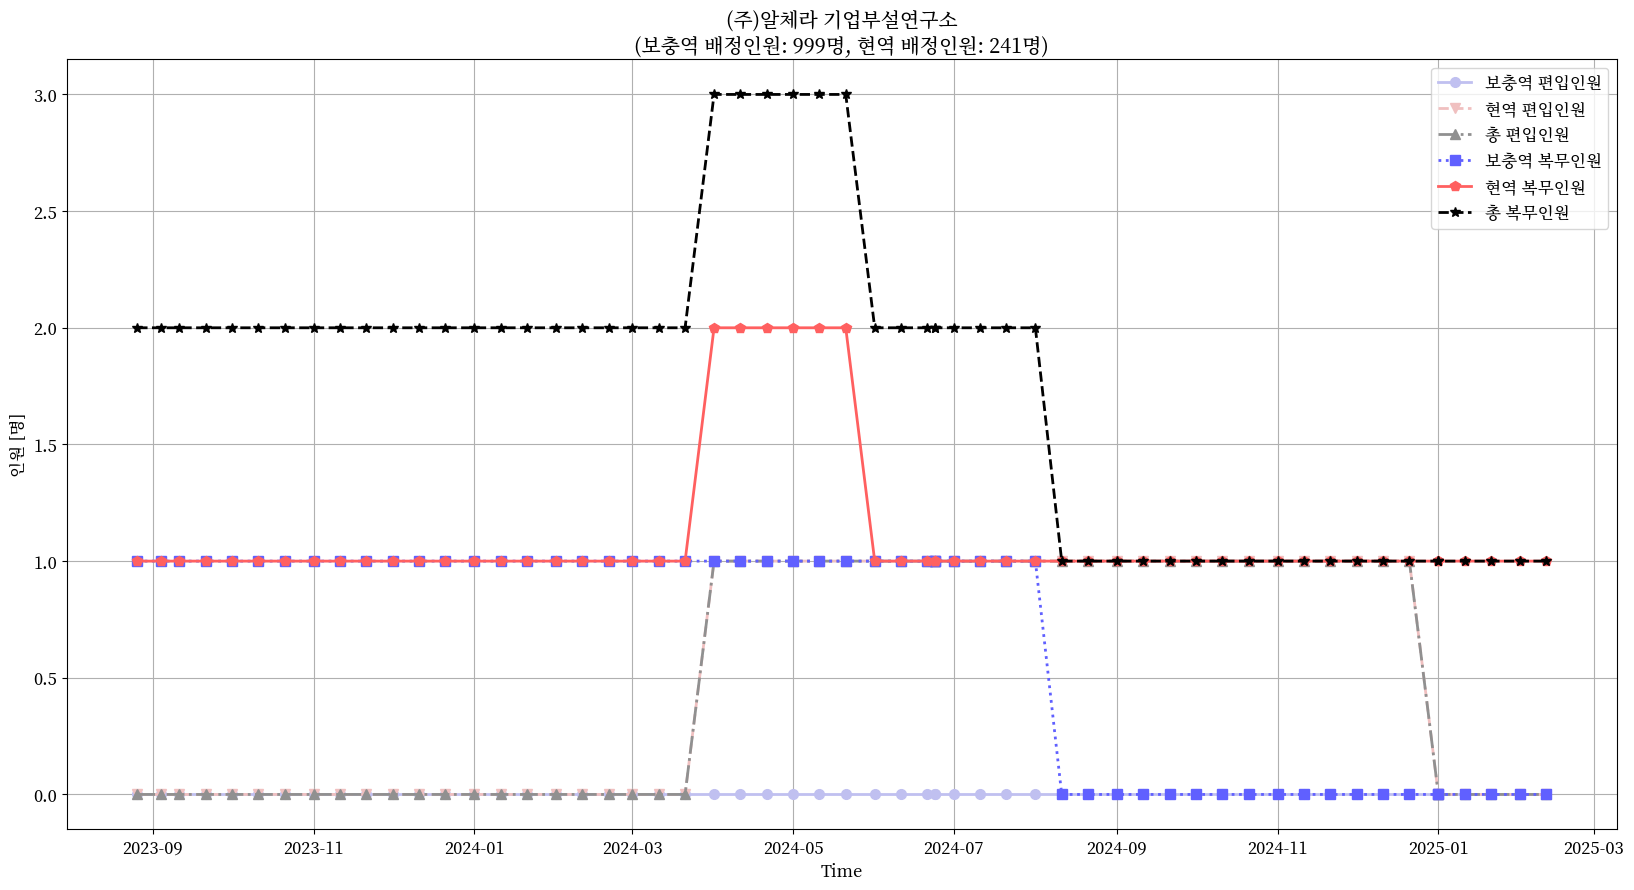 (주)알체라 기업부설연구소
(보충역 배정인원: 999명, 현역 배정인원: 241명)
보충역 편입인원
현역 편입인원
총 편입인원
보충역 복무인원
현역 복무인원
총 복무인원
인원 [명]
3.0
2.5
2.0
1.5
1.0
0.5
0.0
2023-09 2023-11 2024-01 2024-03 2024-05 2024-07 2024-09 2024-11 2025-01 2025-03
Time